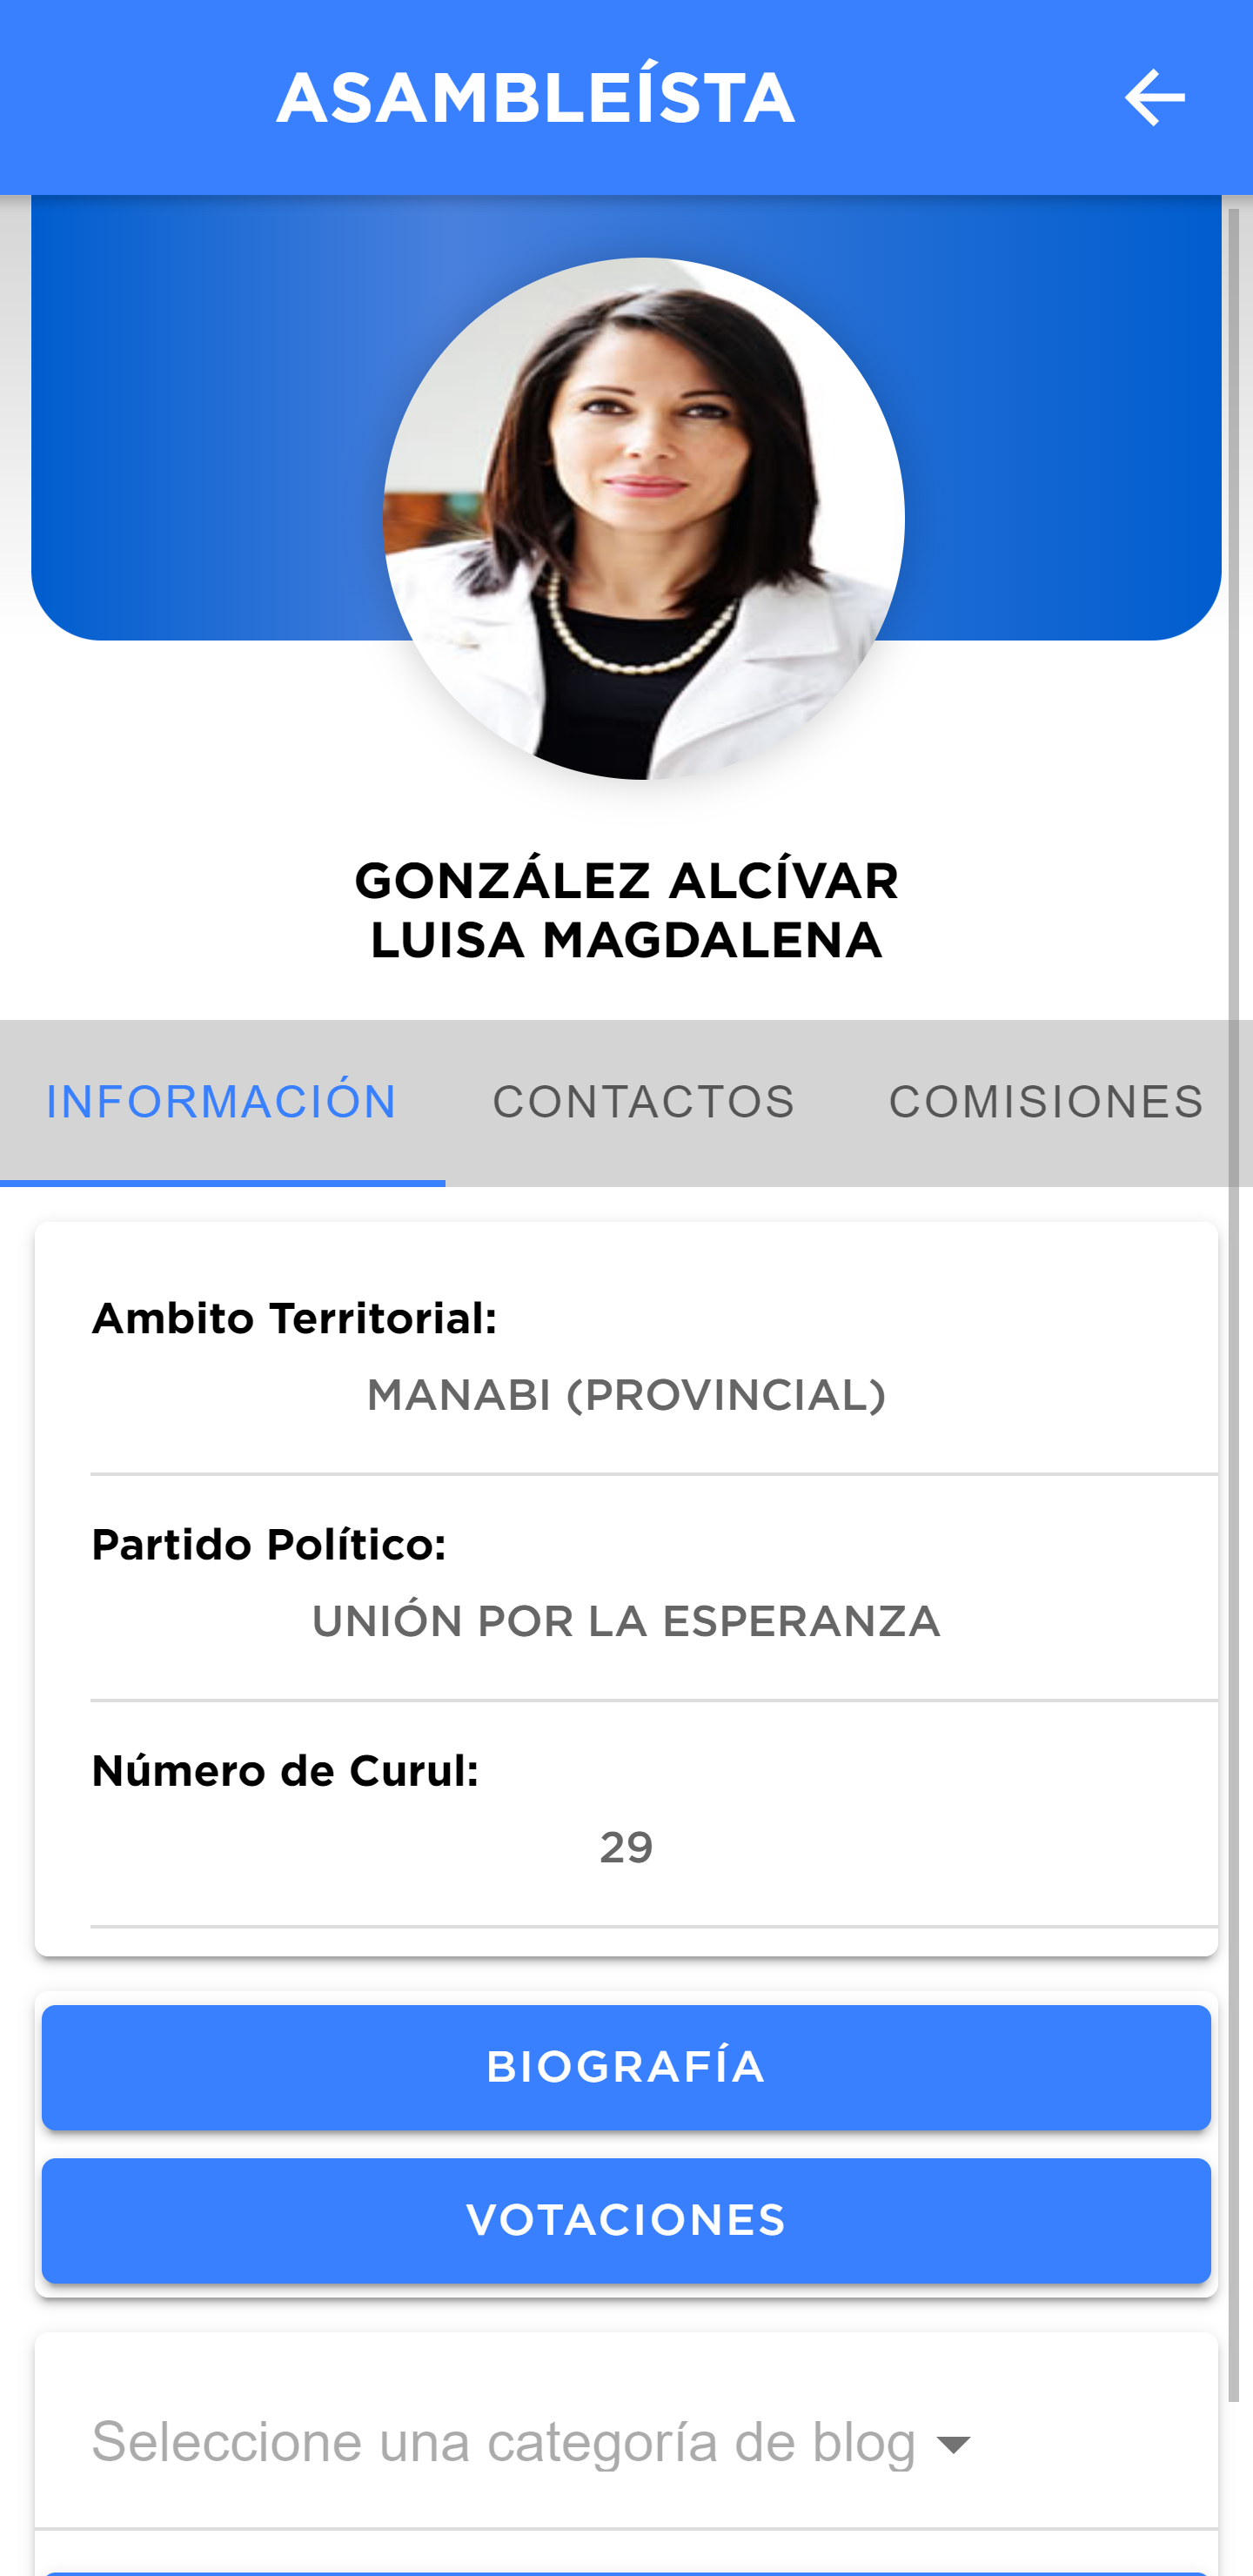 ASAMBLEÍSTA
GONZÁLEZ ALCÍVAR
LUISA MAGDALENA
INFORMACIÓN CONTACTOS COMISIONES
Ambito Territorial:
MANABI (PROVINCIAL)
Partido Político:
UNIÓN POR LA ESPERANZA
Número de Curul:
29
BIOGRAFÍA
VOTACIONES
Seleccione una categoría de blog